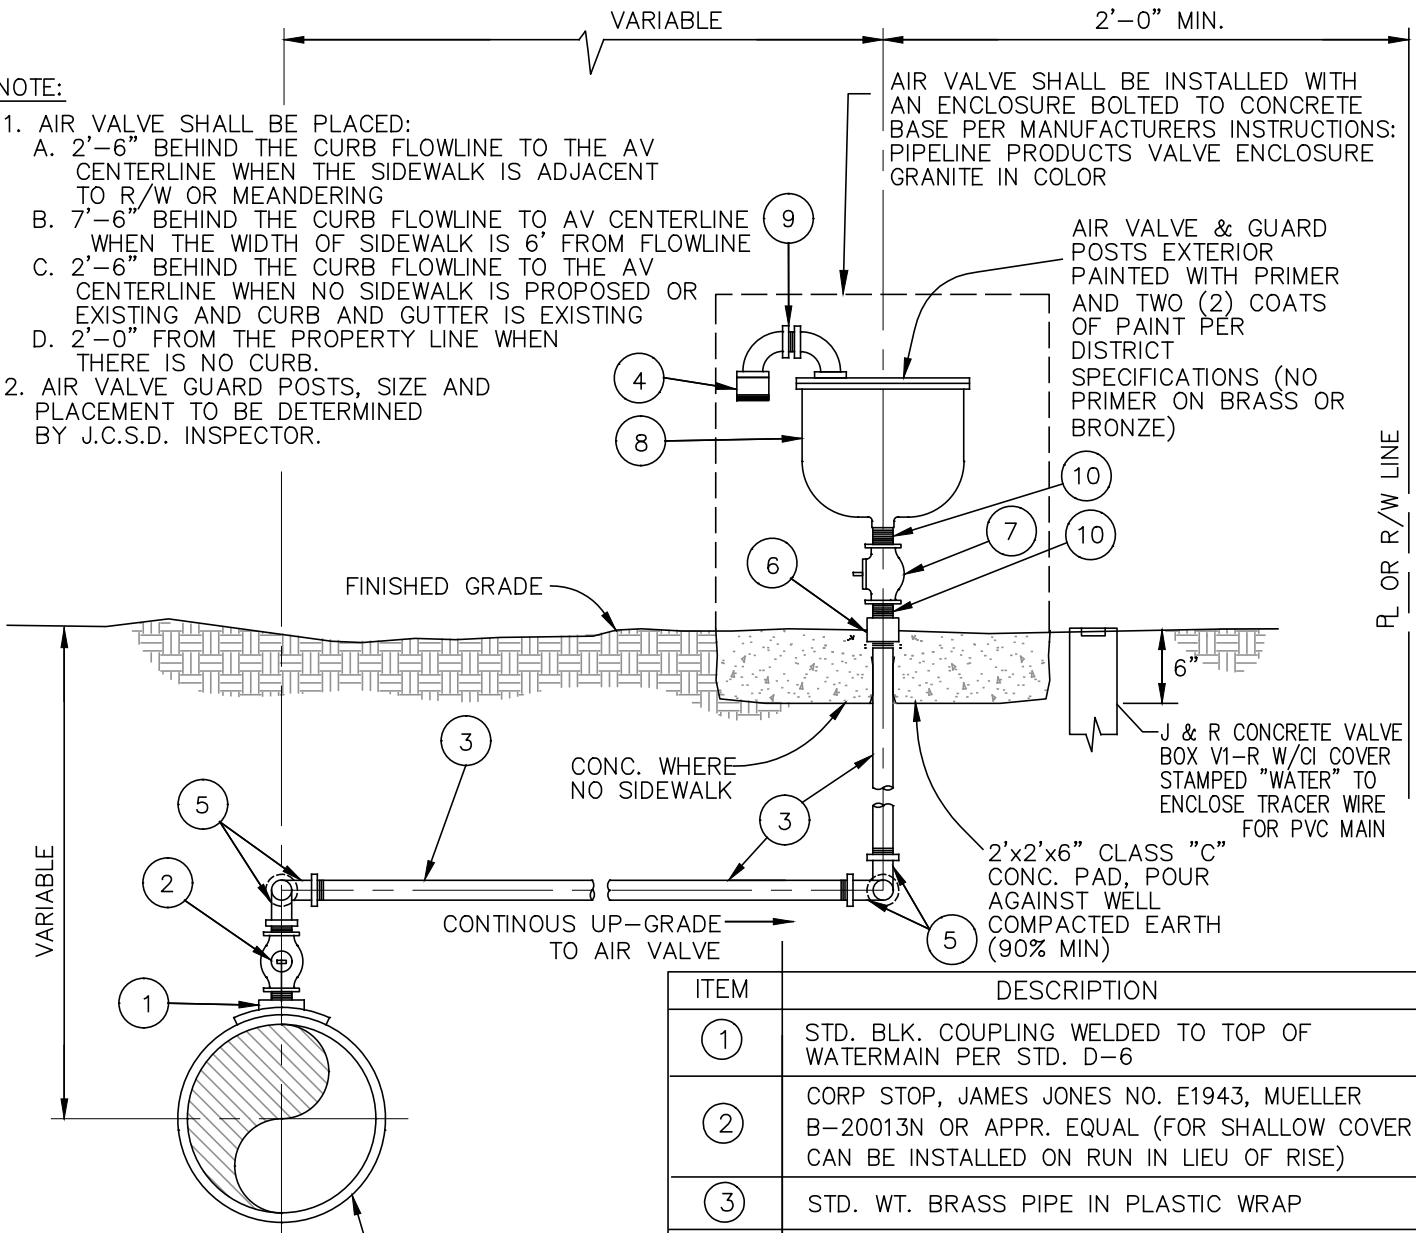 VARIABLE
2'-0" MIN.
NOTE:
1. AIR VALVE SHALL BE PLACED:
A. 2'-6" BEHIND THE CURB FLOWLINE TO THE AV
CENTERLINE WHEN THE SIDEWALK IS ADJACENT
TO R/W OR MEANDERING
B. 7'-6" BEHIND THE CURB FLOWLINE TO AV CENTERLINE
WHEN THE WIDTH OF SIDEWALK IS 6' FROM FLOWLINE
C. 2'-6" BEHIND THE CURB FLOWLINE TO THE AV
CENTERLINE WHEN NO SIDEWALK IS PROPOSED OR
EXISTING AND CURB AND GUTTER IS EXISTING
D. 2'-0" FROM THE PROPERTY LINE WHEN
THERE IS NO CURB.
2. AIR VALVE GUARD POSTS, SIZE AND
PLACEMENT TO BE DETERMINED
BY J.C.S.D. INSPECTOR.
AIR VALVE SHALL BE INSTALLED WITH
AN ENCLOSURE BOLTED TO CONCRETE
BASE PER MANUFACTURERS INSTRUCTIONS:
PIPELINE PRODUCTS VALVE ENCLOSURE
GRANITE IN COLOR
AIR VALVE & GUARD
POSTS EXTERIOR
PAINTED WITH PRIMER
AND TWO (2) COATS
OF PAINT PER
DISTRICT
SPECIFICATIONS (NO
PRIMER ON BRASS OR
BRONZE)
9
4
8
10
7
10
6
PL OR R/W LINE
FINISHED GRADE
6"
J & R CONCRETE VALVE
BOX V1-R W/CI COVER
STAMPED "WATER" TO
ENCLOSE TRACER WIRE
FOR PVC MAIN
3
CONC. WHERE
NO SIDEWALK
5
3
2
VARIABLE
2'x2'x6" CLASS "C"
CONC. PAD, POUR
AGAINST WELL
COMPACTED EARTH
(90% MIN)
CONTINOUS UP-GRADE
TO AIR VALVE
5
1
ITEM DESCRIPTION
1 STD. BLK. COUPLING WELDED TO TOP OF
WATERMAIN PER STD. D-6
2 CORP STOP, JAMES JONES NO. E1943, MUELLER
B-20013N OR APPR. EQUAL (FOR SHALLOW COVER
CAN BE INSTALLED ON RUN IN LIEU OF RISE)
3 STD. WT. BRASS PIPE IN PLASTIC WRAP